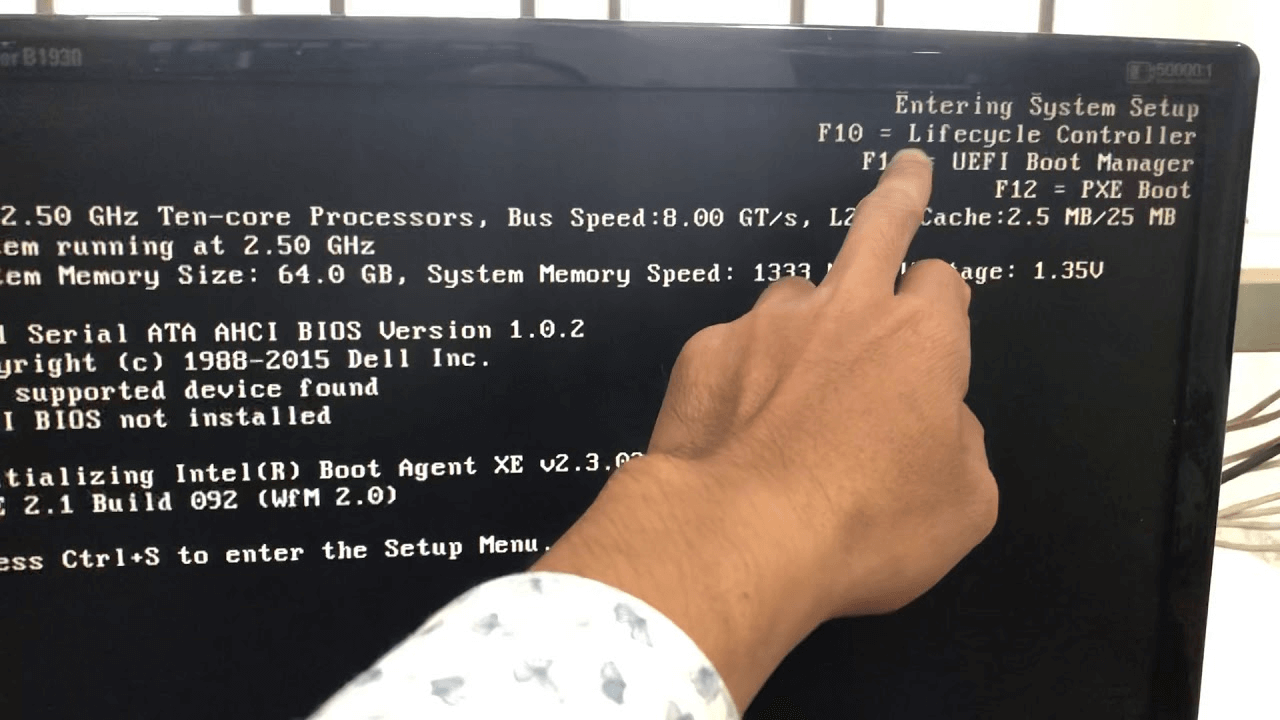 B1930
50000:1
Entering System Setup
F10 = Lifecycle Controller
= UEFI Boot Manager
F12 = PXE Boot
2.50 GHz Ten-core Processors, Bus Speed:8.00 GT/s, Cache:2.5 MB/25 MB
running at 2.50 GHz
Memory Size: 64.0 GB, System Memory Speed: 1333 1.35V
Serial ATA AHCI BIOS Version 1.0.2
(c) 1988-2015 Dell Inc.
supported device found
BIOS not installed
Intel(R) Boot Agent XE
2.1 Build 092 (WfM 2.0)
Ctrl+S to enter the Setup Menu.